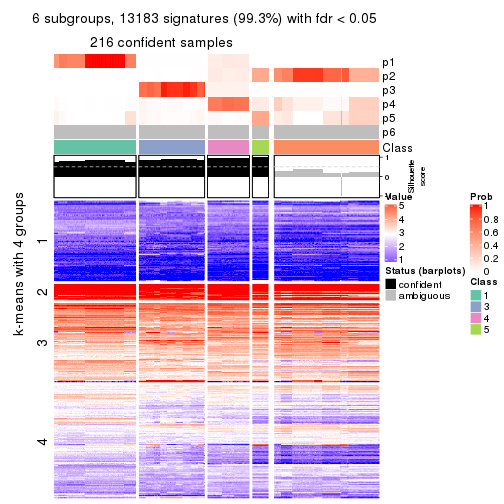 6 subgroups, 13183 signatures (99.3%) with fdr < 0.05
216 confident samples
p1
p2
p3
p4
p5
p6
Class
1
0
Silhouette
score
k-means with 4 groups
1
2
3
4
Value
5
4
3
2
1
Status (barplots)
confident
ambiguous
Prob
1
0.8
0.6
0.4
0.2
0
Class
1
3
4
5